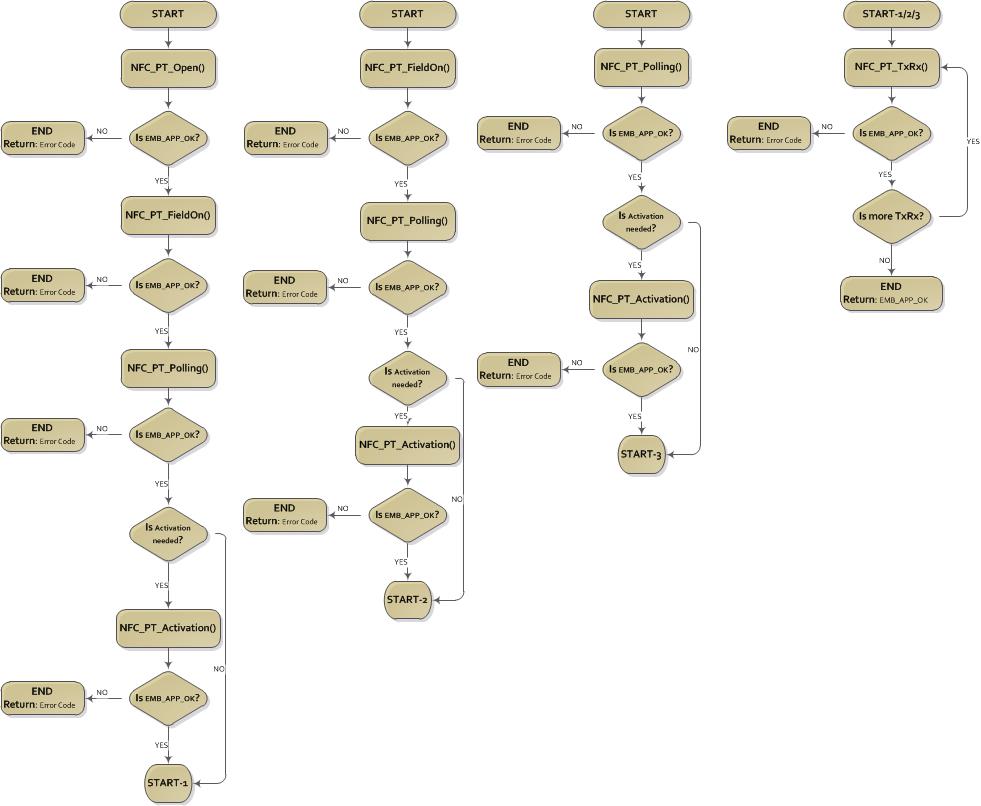 START
NFC_PT_Open()
Is EMB_APP_OK?
NO
END
Return: Error Code
YES
NFC_PT_FieldOn()
Is EMB_APP_OK?
NO
END
Return: Error Code
YES
NFC_PT_Polling()
Is EMB_APP_OK?
NO
END
Return: Error Code
YES
Is Activation
needed?
YES
NO
NFC_PT_Activation()
Is EMB_APP_OK?
NO
END
Return: Error Code
YES
START-1
START
NFC_PT_FieldOn()
Is EMB_APP_OK?
NO
END
Return: Error Code
YES
NFC_PT_Polling()
Is EMB_APP_OK?
NO
END
Return: Error Code
YES
Is Activation
needed?
YES
NO
NFC_PT_Activation()
Is EMB_APP_OK?
NO
END
Return: Error Code
YES
START-2
START
NFC_PT_Polling()
Is EMB_APP_OK?
NO
END
Return: Error Code
YES
Is Activation
needed?
YES
NO
NFC_PT_Activation()
Is EMB_APP_OK?
NO
END
Return: Error Code
YES
START-3
START-1/2/3
NFC_PT_TxRx()
Is EMB_APP_OK?
NO
END
Return: Error Code
YES
Is more TxRx?
YES
NO
END
Return: EMB_APP_OK